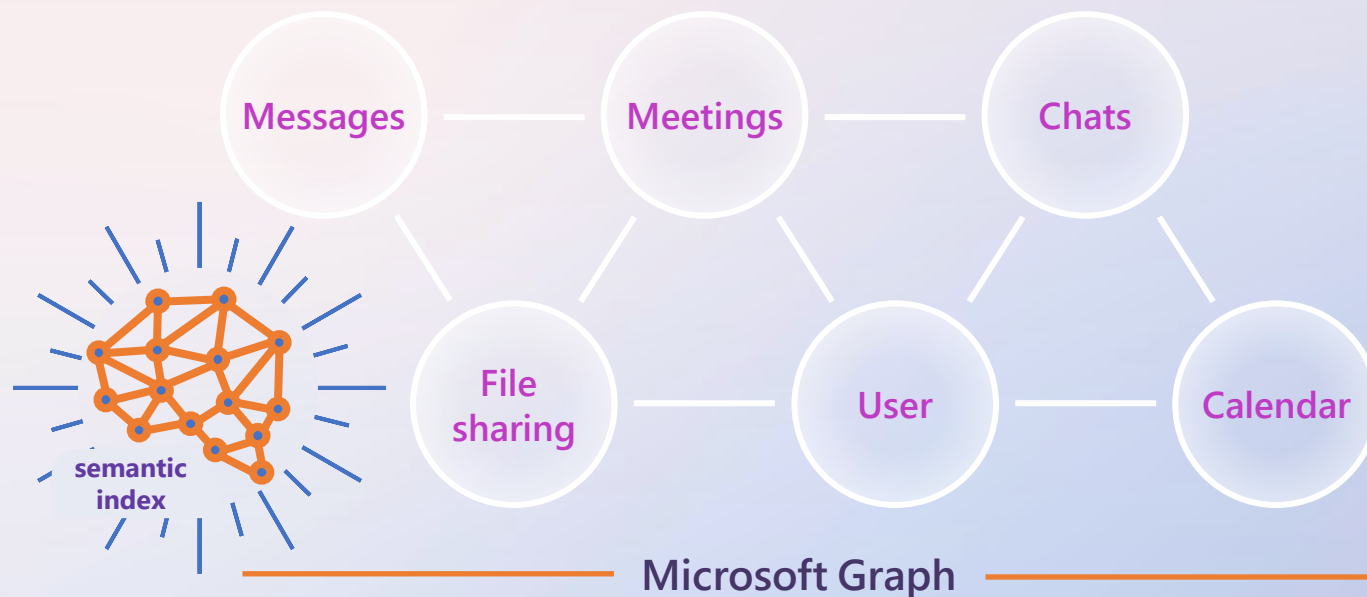 Messages
Meetings
Chats
File
sharing
User
Calendar
semantic
index
Microsoft Graph